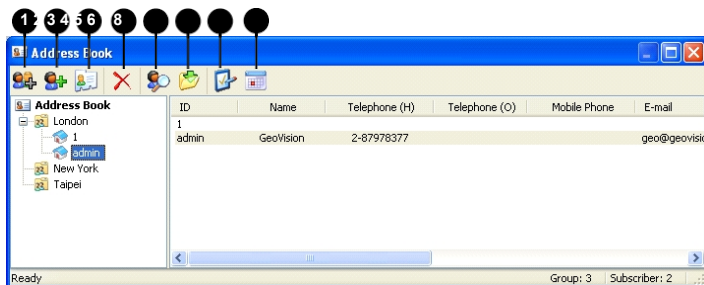 1 2 3 4 5 6 8
Address Book
Address Book
ID Name Telephone (H) Telephone (O) Mobile Phone E-mail
London
1
1
admin GeoVision 2-87978377 geo@geovisio
admin
New York
Taipei
Ready Group: 3 Subscriber: 2